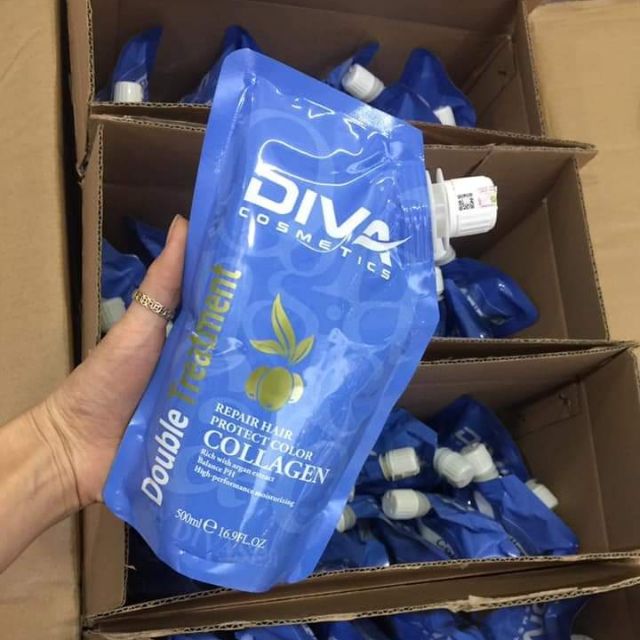 DIVA
COSMETICS
Double Treatment
REPAIR HAIR
PROTECT COLOR
COLLAGEN
Rich with argan extract
Balance PH
High-performance moisturizing
500ml ℮ 16.9FL.OZ